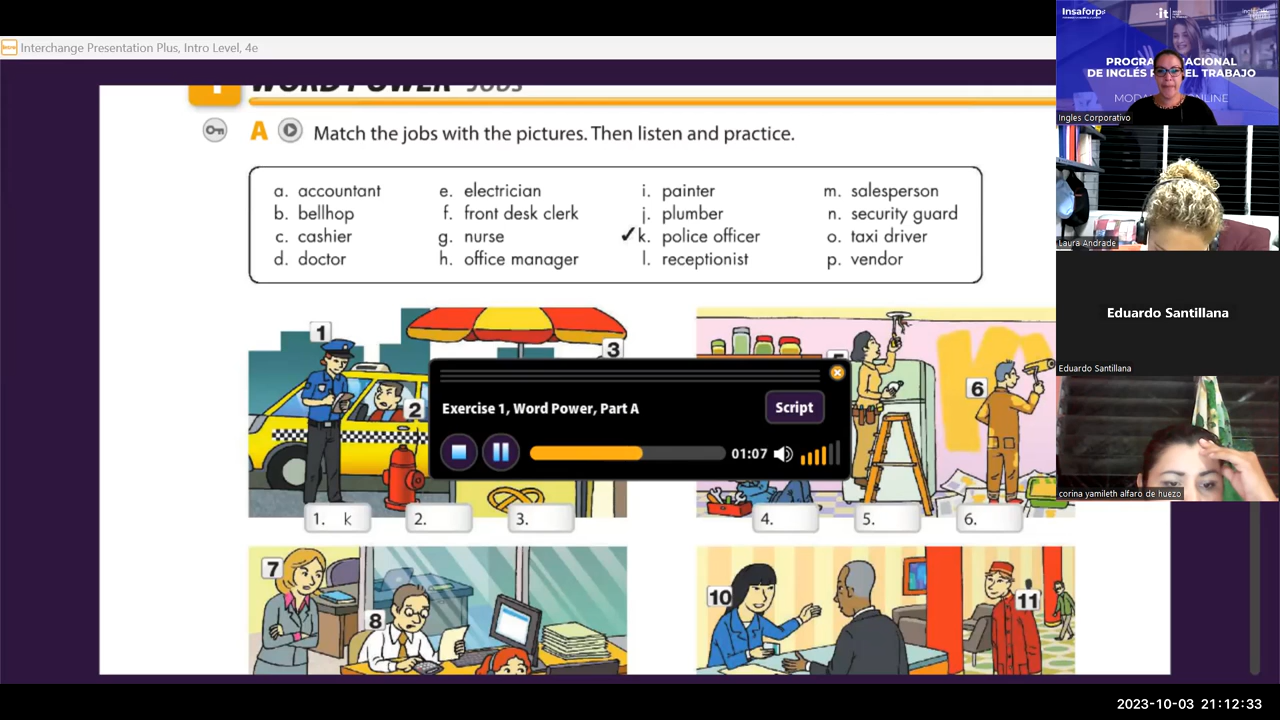 Interchange Presentation Plus, Intro Level, 4e
WORD POWER JOBS
A Match the jobs with the pictures. Then listen and practice.
a. accountant
b. bellhop
c. cashier
d. doctor
e. electrician
f. front desk clerk
g. nurse
h. office manager
i. painter
j. plumber
✓k. police officer
l. receptionist
m. salesperson
n. security guard
o. taxi driver
p. vendor
1
2
3
6
Exercise 1, Word Power, Part A
Script
01:07
1. k
2.
3.
4.
5.
6.
7
8
10
11
Insaforp
it
PROGRAMA NACIONAL
DE INGLÉS EL TRABAJO
Ingles Corporativo
Laura Andrade
Eduardo Santillana
Eduardo Santillana
corina yamileth alfaro de huezo
2023-10-03 21:12:33